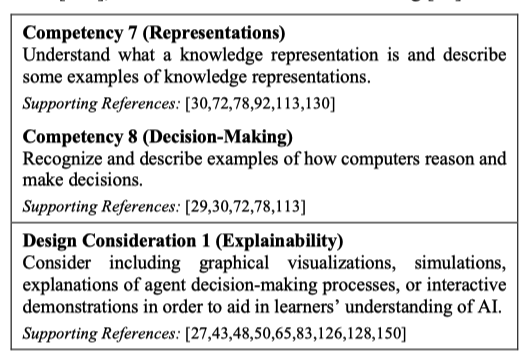 Competency 7 (Representations)
Understand what a knowledge representation is and describe
some examples of knowledge representations.
Supporting References: [30,72,78,92,113,130]
Competency 8 (Decision-Making)
Recognize and describe examples of how computers reason and
make decisions.
Supporting References: [29,30,72,78,113]
Design Consideration 1 (Explainability)
Consider including graphical visualizations, simulations,
explanations of agent decision-making processes, or interactive
demonstrations in order to aid in learners’ understanding of AI.
Supporting References: [27,43,48,50,65,83,126,128,150]